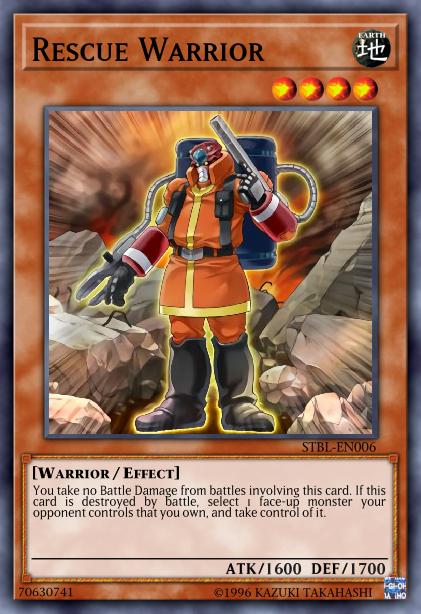 RESCUE WARRIOR
EARTH
地
STBL-EN006
[WARRIOR / EFFECT]
You take no Battle Damage from battles involving this card. If this
card is destroyed by battle, select 1 face-up monster your
opponent controls that you own, and take control of it.
ATK/1600 DEF/1700
70630741
©1996 KAZUKI TAKAHASHI